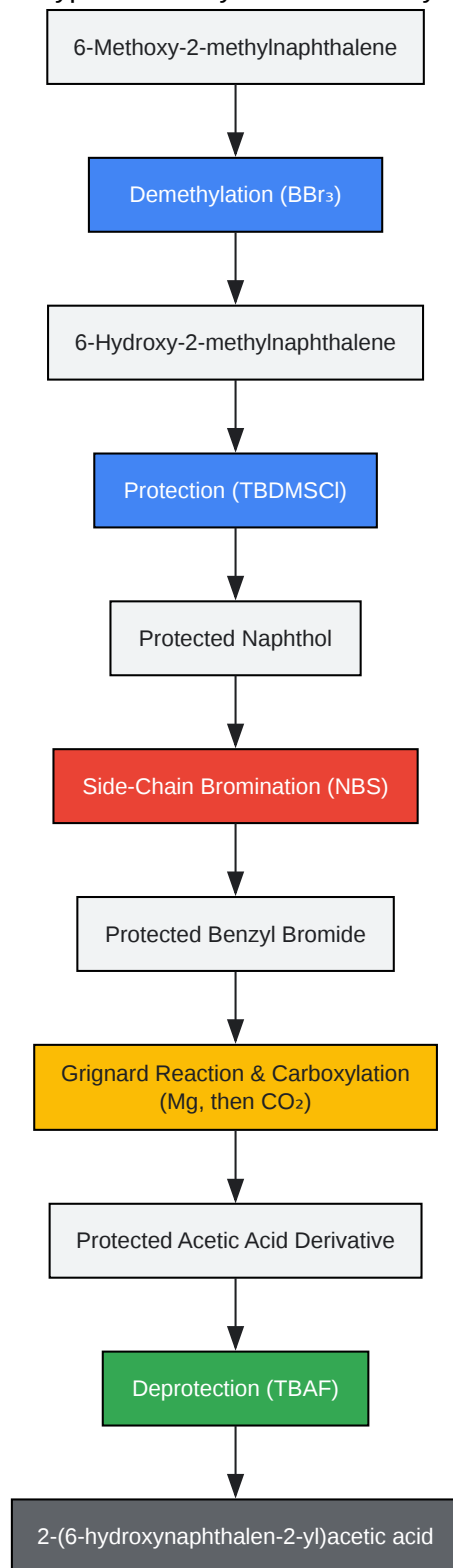 6-Methoxy-2-methylnaphthalene
Demethylation (BBr₃)
6-Hydroxy-2-methylnaphthalene
Protection (TBDMSCl)
Protected Naphthol
Side-Chain Bromination (NBS)
Protected Benzyl Bromide
Grignard Reaction & Carboxylation
(Mg, then CO₂)
Protected Acetic Acid Derivative
Deprotection (TBAF)
2-(6-hydroxynaphthalen-2-yl)acetic acid